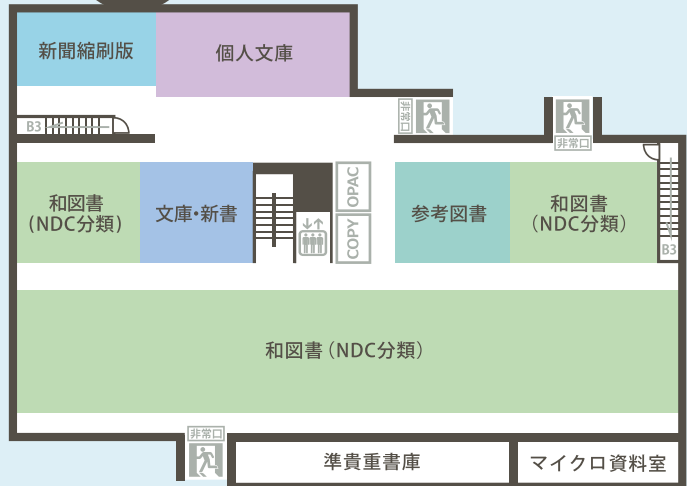 新聞縮刷版
個人文庫
非常口
非常口
B3
和図書
(NDC分類)
文庫・新書
OPAC
COPY
参考図書
和図書
(NDC分類)
B3
和図書(NDC分類)
非常口
準貴重書庫
マイクロ資料室